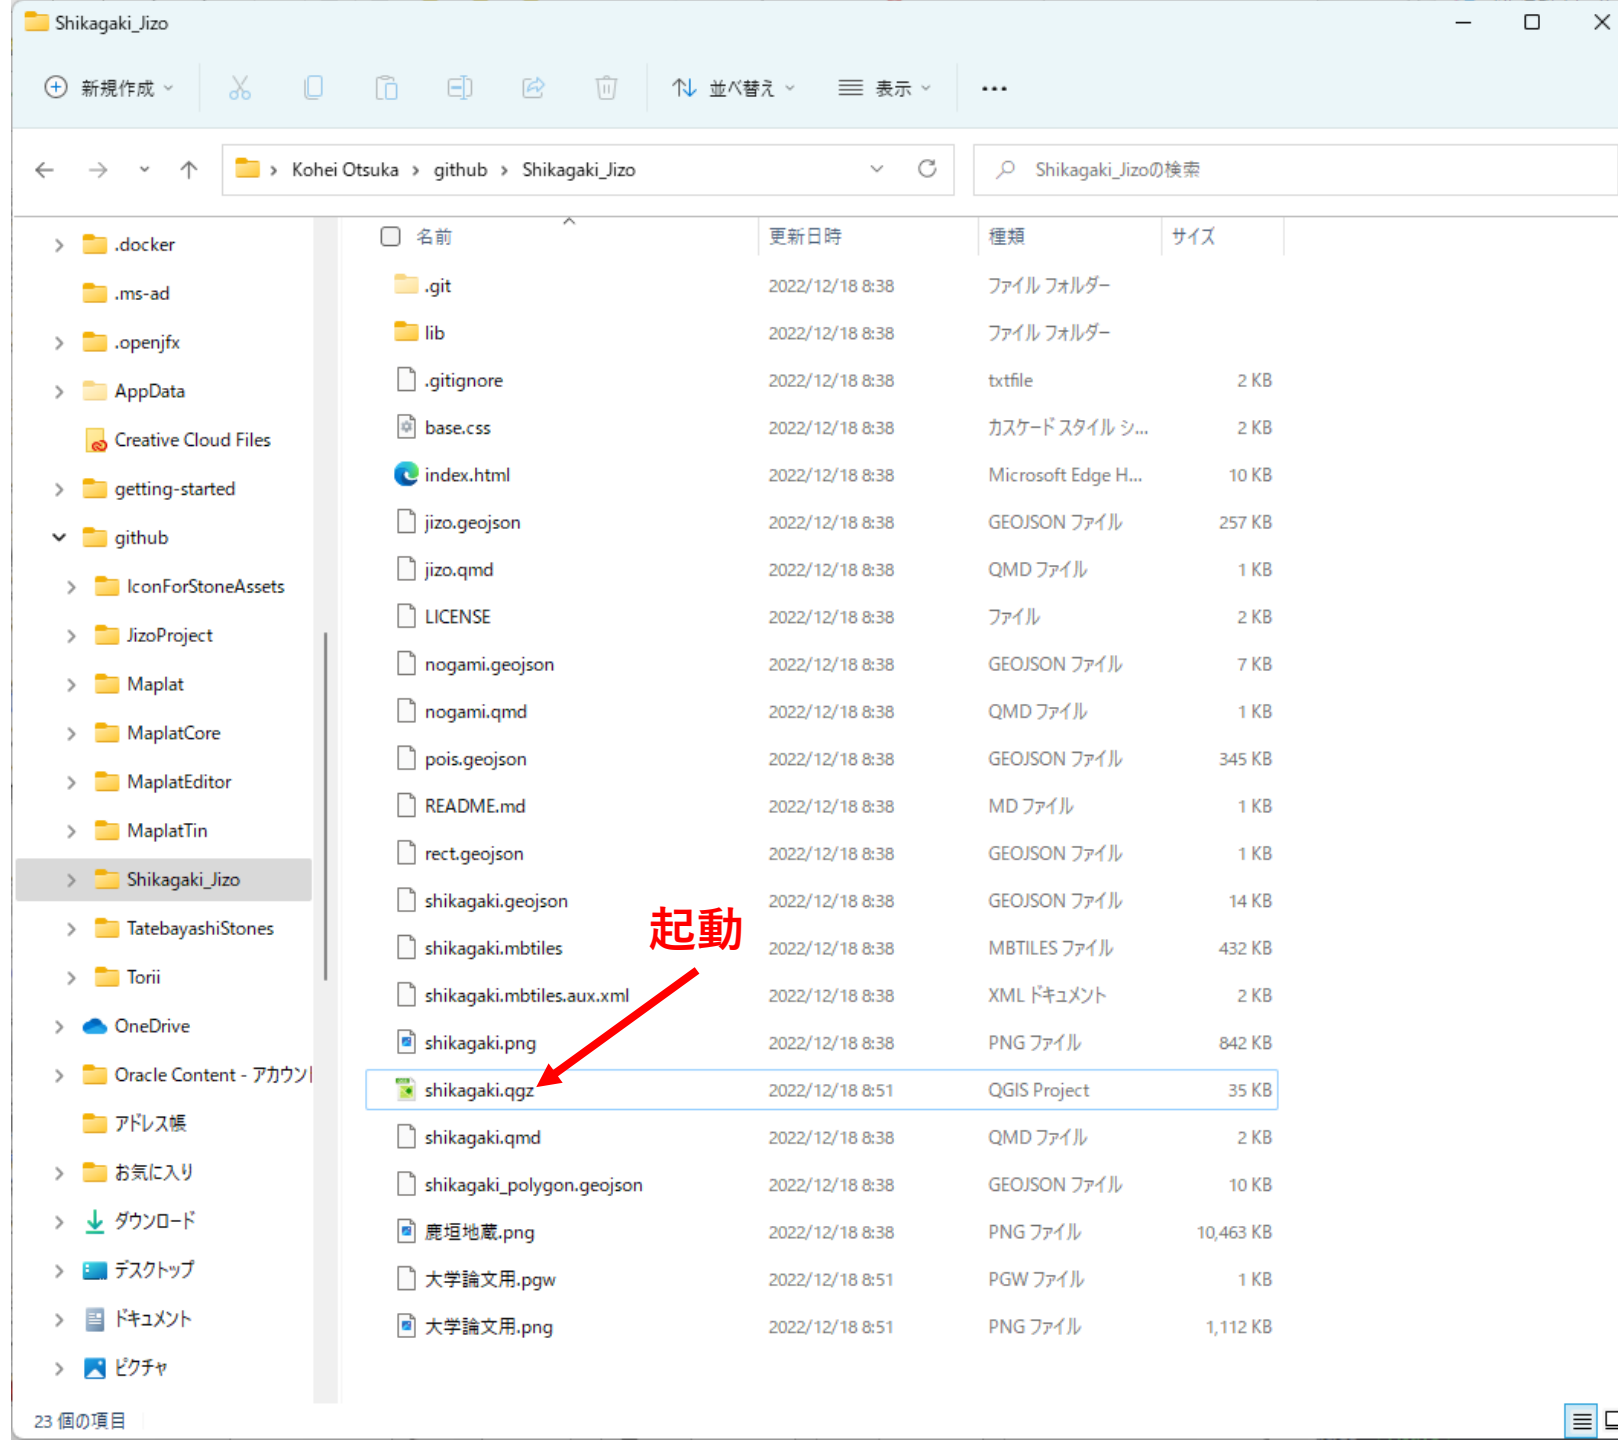 Shikagaki_Jizo
新規作成
並べ替え
表示
Kohei Otsuka › github › Shikagaki_Jizo
Shikagaki_Jizoの検索
.docker
.ms-ad
.openjfx
AppData
Creative Cloud Files
getting-started
github
IconForStoneAssets
JizoProject
Maplat
MaplatCore
MaplatEditor
MaplatTin
Shikagaki_Jizo
TatebayashiStones
Torii
OneDrive
Oracle Content - アカウント
アドレス帳
お気に入り
ダウンロード
デスクトップ
ドキュメント
ピクチャ
名前 更新日時 種類 サイズ
.git 2022/12/18 8:38 ファイル フォルダー
lib 2022/12/18 8:38 ファイル フォルダー
.gitignore 2022/12/18 8:38 txtfile 2 KB
base.css 2022/12/18 8:38 カスケード スタイル シ... 2 KB
index.html 2022/12/18 8:38 Microsoft Edge H... 10 KB
jizo.geojson 2022/12/18 8:38 GEOJSON ファイル 257 KB
jizo.qmd 2022/12/18 8:38 QMD ファイル 1 KB
LICENSE 2022/12/18 8:38 ファイル 2 KB
nogami.geojson 2022/12/18 8:38 GEOJSON ファイル 7 KB
nogami.qmd 2022/12/18 8:38 QMD ファイル 1 KB
pois.geojson 2022/12/18 8:38 GEOJSON ファイル 345 KB
README.md 2022/12/18 8:38 MD ファイル 1 KB
rect.geojson 2022/12/18 8:38 GEOJSON ファイル 1 KB
shikagaki.geojson 2022/12/18 8:38 GEOJSON ファイル 14 KB
起動
shikagaki.mbtiles 2022/12/18 8:38 MBTILES ファイル 432 KB
shikagaki.mbtiles.aux.xml 2022/12/18 8:38 XML ドキュメント 2 KB
shikagaki.png 2022/12/18 8:38 PNG ファイル 842 KB
shikagaki.qgz 2022/12/18 8:51 QGIS Project 35 KB
shikagaki.qmd 2022/12/18 8:38 QMD ファイル 2 KB
shikagaki_polygon.geojson 2022/12/18 8:38 GEOJSON ファイル 10 KB
鹿垣地蔵.png 2022/12/18 8:38 PNG ファイル 10,463 KB
大学論文用.pgw 2022/12/18 8:51 PGW ファイル 1 KB
大学論文用.png 2022/12/18 8:51 PNG ファイル 1,112 KB
23 個の項目